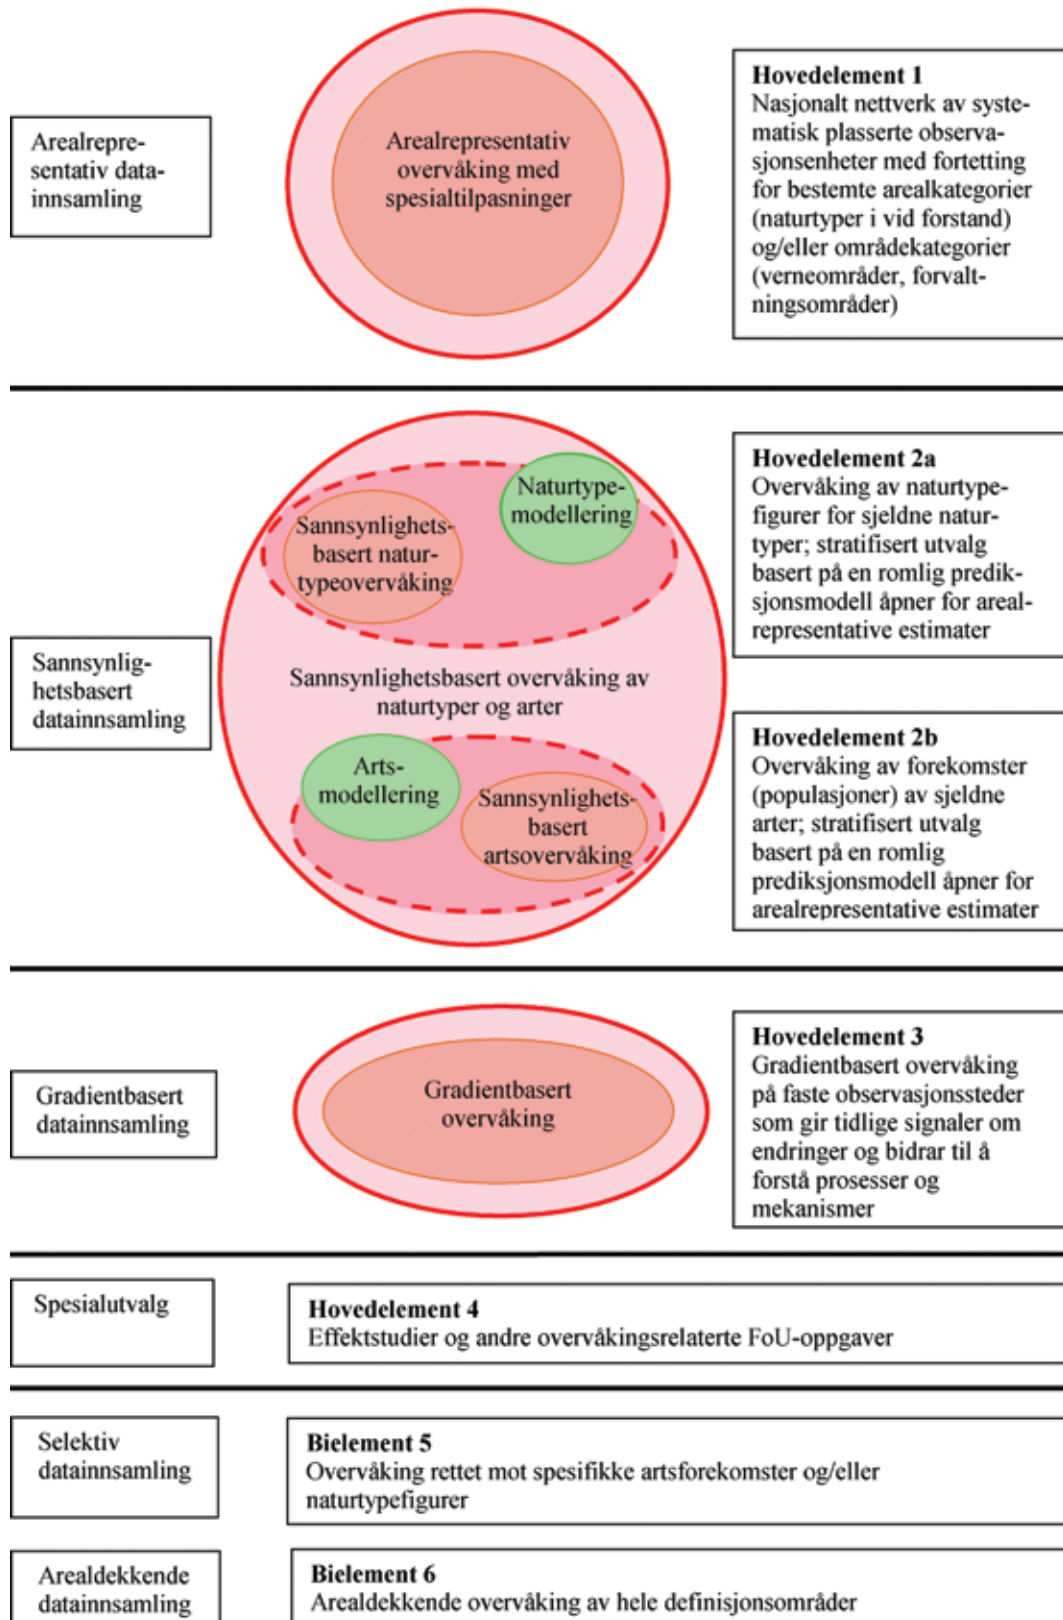 Arealrepre-
sentativ data-
innsamling
Arealrepresentativ
overvåking med
spesialtilpasninger
Hovedelement 1
Nasjonalt nettverk av syste-
matisk plasserte observa-
sjonsenheter med fortetting
for bestemte arealkategorier
(naturtyper i vid forstand)
og/eller områdekategorier
(verneområder, forvalt-
ningsområder)
Sannsynlig-
hetsbasert
datainnsamling
Naturtype-
modellering
Sannsynlighets-
basert natur-
typeovervåking
Sannsynlighetsbasert overvåking av
naturtyper og arter
Arts-
modellering
Sannsynlighets-
basert
artsovervåking
Hovedelement 2a
Overvåking av naturtype-
figurer for sjeldne natur-
typer; stratifisert utvalg
basert på en romlig predik-
sjonsmodell åpner for areal-
representative estimater
Hovedelement 2b
Overvåking av forekomster
(populasjoner) av sjeldne
arter; stratifisert utvalg
basert på en romlig
prediksjonsmodell åpner for
arealrepresentative estimater
Gradientbasert
datainnsamling
Gradientbasert
overvåking
Hovedelement 3
Gradientbasert overvåking
på faste observasjonssteder
som gir tidlige signaler om
endringer og bidrar til å
forstå prosesser og
mekanismer
Spesialutvalg
Hovedelement 4
Effektstudier og andre overvåkingsrelaterte FoU-oppgaver
Selektiv
datainnsamling
Bielement 5
Overvåking rettet mot spesifikke artsforekomster og/eller
naturtypefigurer
Arealdekkende
datainnsamling
Bielement 6
Arealdekkende overvåking av hele definisjonsområder